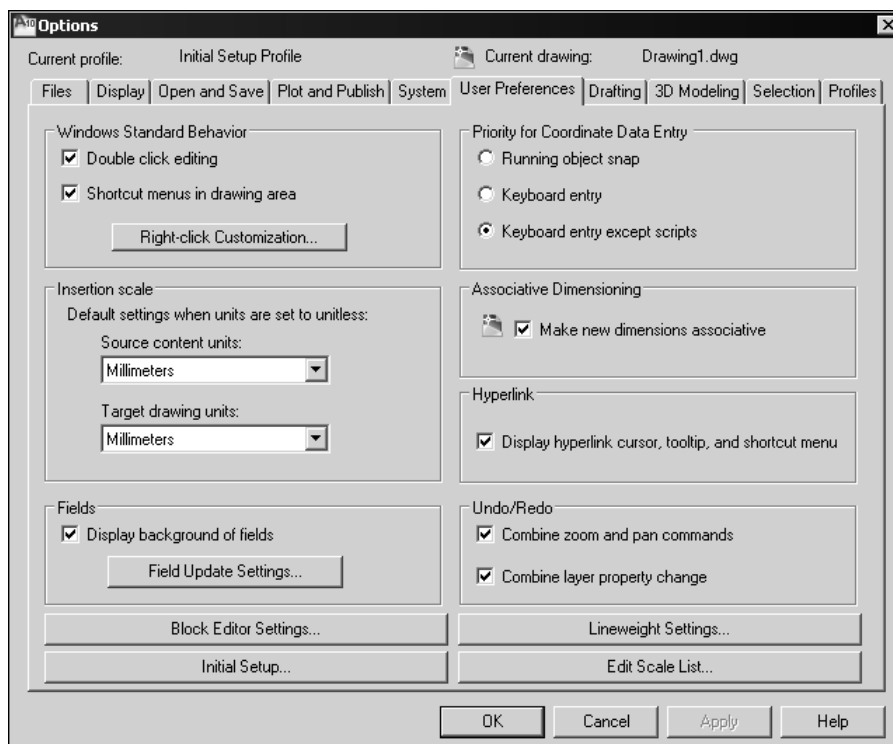 A10 Options
Current profile: Initial Setup Profile Current drawing: Drawing1.dwg
Files Display Open and Save Plot and Publish System User Preferences Drafting 3D Modeling Selection Profiles
Windows Standard Behavior
Double click editing
Shortcut menus in drawing area
Right-click Customization...
Priority for Coordinate Data Entry
Running object snap
Keyboard entry
Keyboard entry except scripts
Insertion scale
Default settings when units are set to unitless:
Source content units:
Millimeters
Target drawing units:
Millimeters
Associative Dimensioning
Make new dimensions associative
Hyperlink
Display hyperlink cursor, tooltip, and shortcut menu
Fields
Display background of fields
Field Update Settings...
Undo/Redo
Combine zoom and pan commands
Combine layer property change
Block Editor Settings...
Lineweight Settings...
Initial Setup...
Edit Scale List...
OK Cancel Apply Help